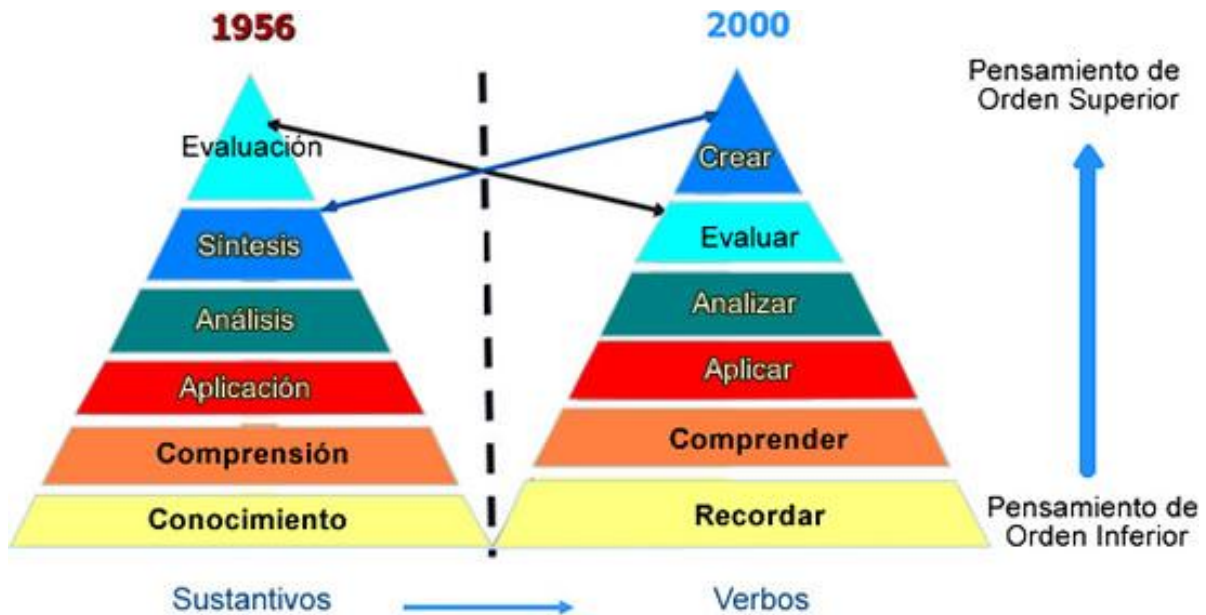 1956
2000
Evaluación
Síntesis
Análisis
Aplicación
Comprensión
Conocimiento
Crear
Evaluar
Analizar
Aplicar
Comprender
Recordar
Pensamiento de
Orden Superior
Pensamiento de
Orden Inferior
Sustantivos
Verbos